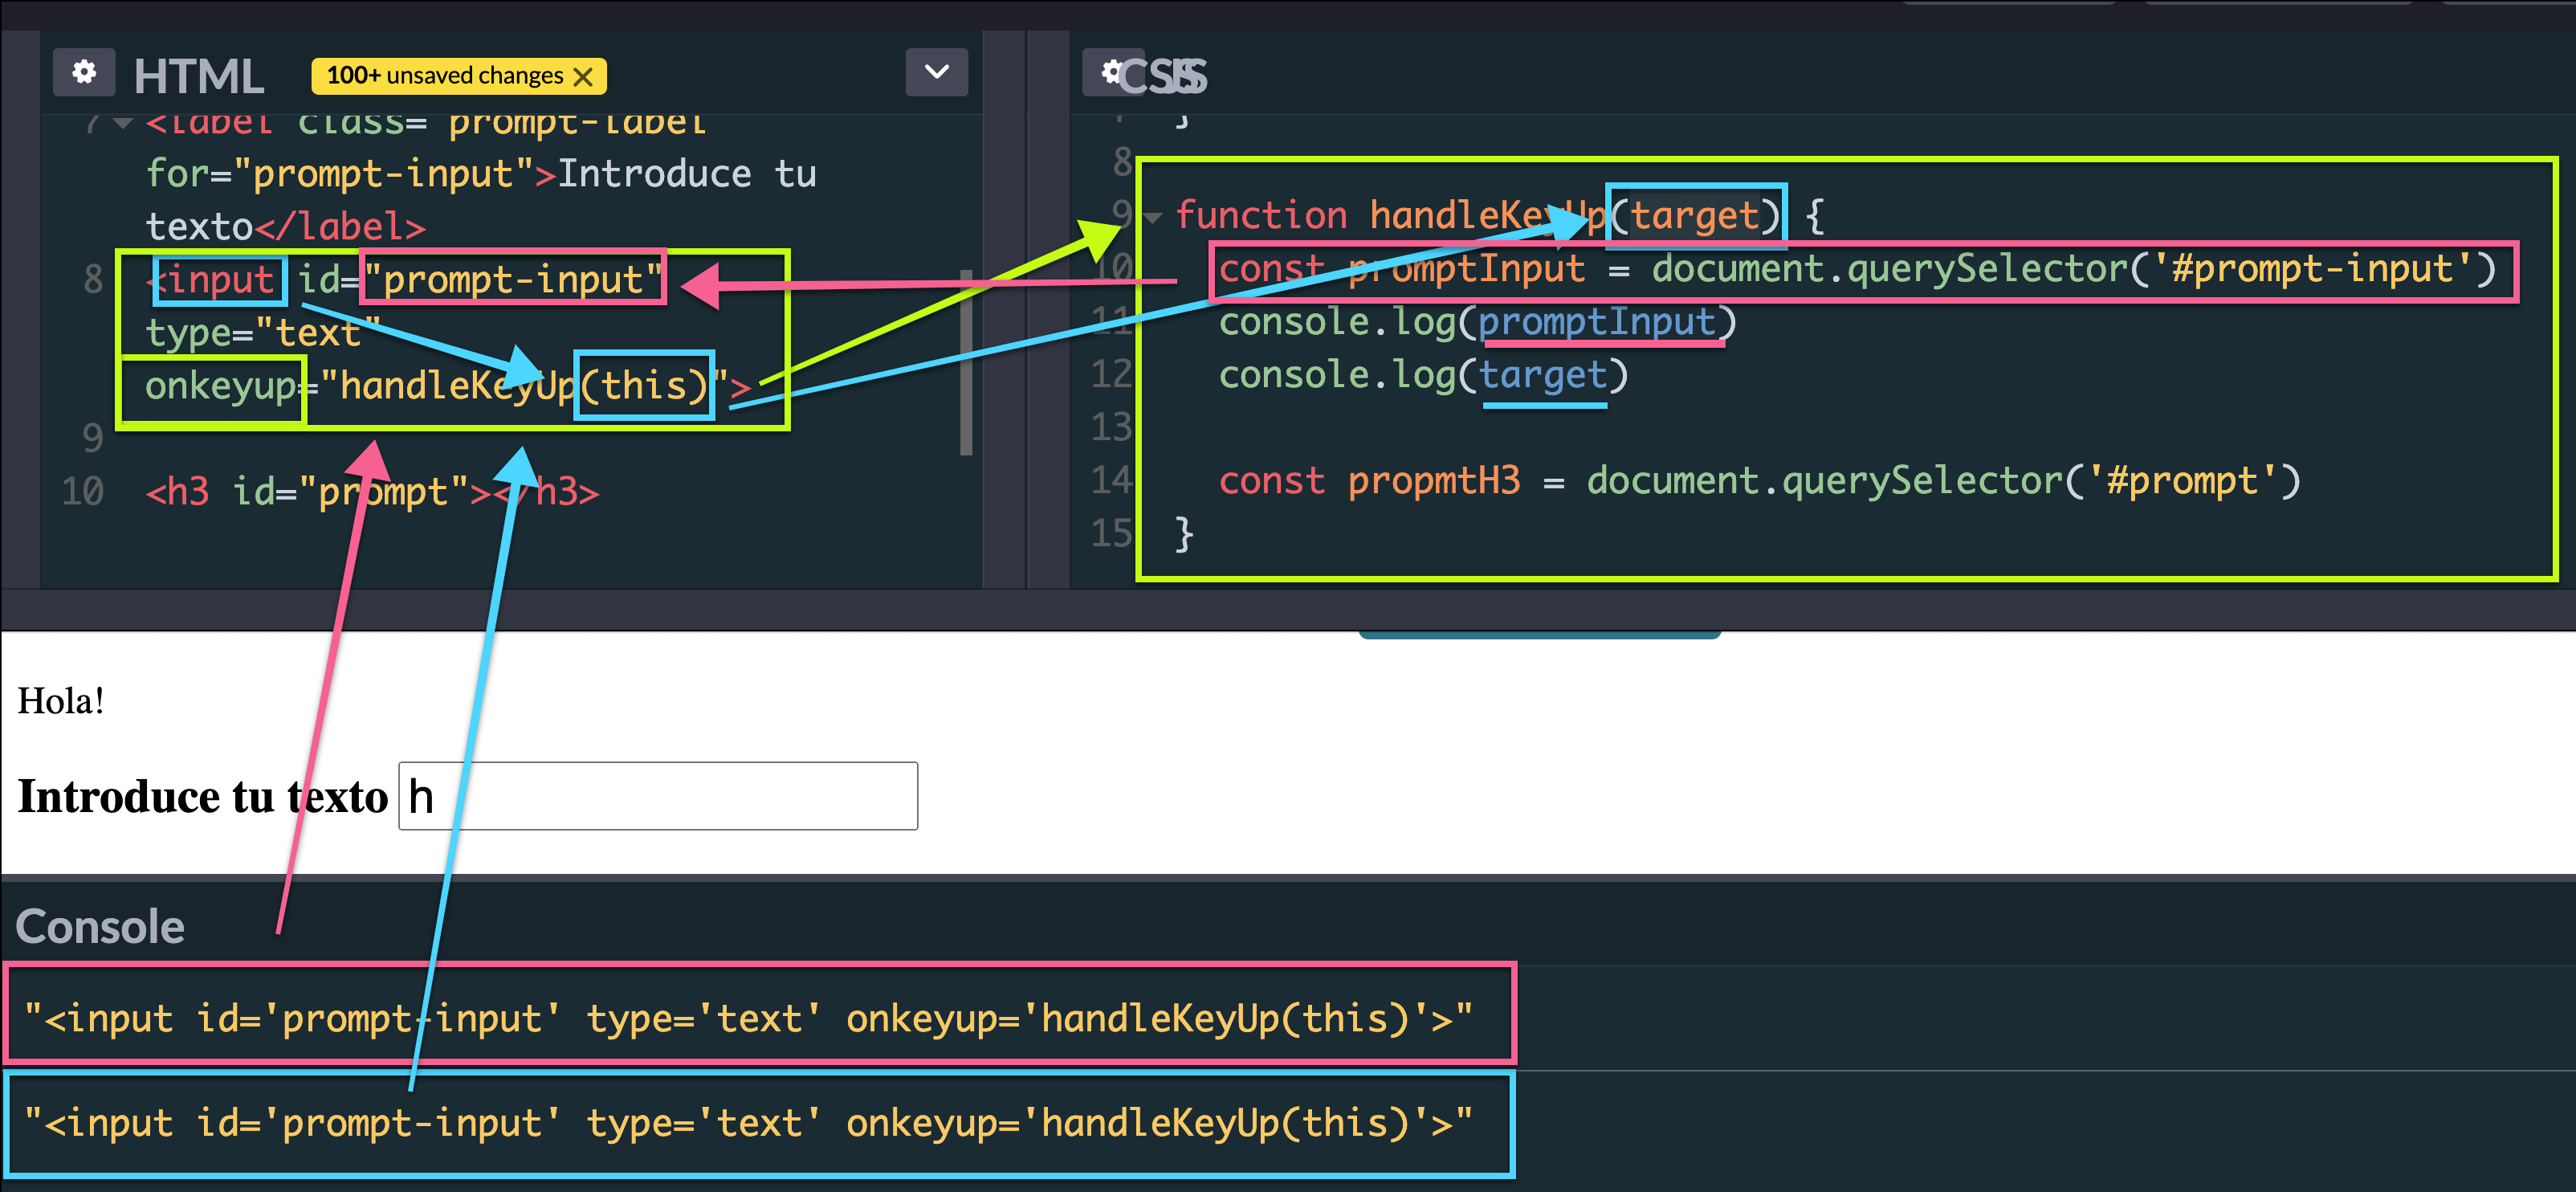 HTML
100+ unsaved changes
7 <label class="prompt-label
for="prompt-input">Introduce tu
texto</label>
8 <input id="prompt-input"
type="text"
onkeyup="handleKeyUp(this)">
9
10 <h3 id="prompt"></h3>
CSS
JS
}
8
9 function handleKeyUp(target) {
10 const promptInput = document.querySelector('#prompt-input')
11 console.log(promptInput)
12 console.log(target)
13
14 const propmtH3 = document.querySelector('#prompt')
15 }
Hola!
Introduce tu texto h
Console
"<input id='prompt-input' type='text' onkeyup='handleKeyUp(this)'>"
"<input id='prompt-input' type='text' onkeyup='handleKeyUp(this)'>"